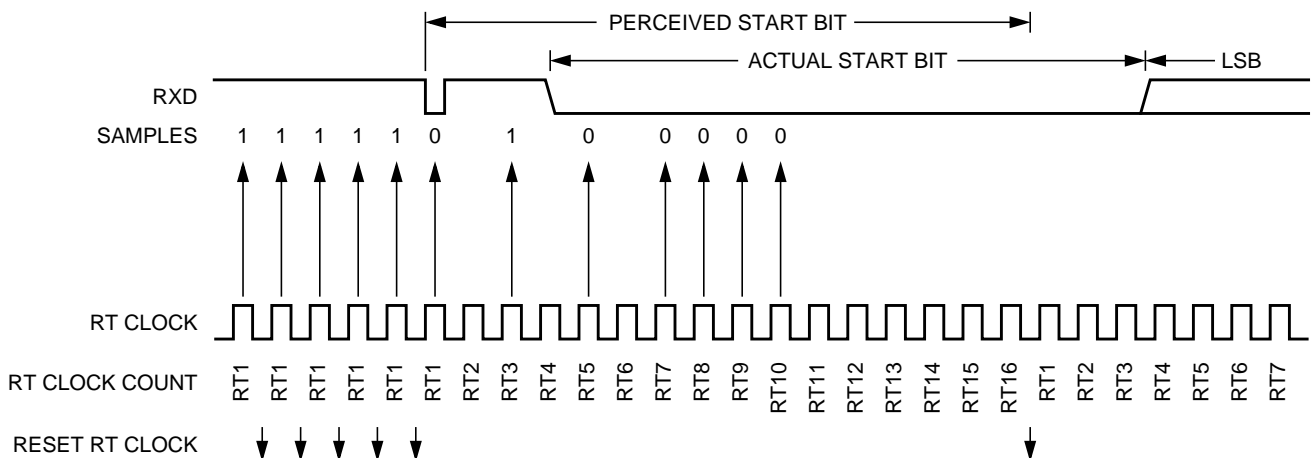 PERCEIVED START BIT
ACTUAL START BIT
LSB
RXD
SAMPLES 1 1 1 1 1 0 1 0 0 0 0 0
RT CLOCK
RT CLOCK COUNT RT1 RT1 RT1 RT1 RT1 RT1 RT2 RT3 RT4 RT5 RT6 RT7 RT8 RT9 RT10 RT11 RT12 RT13 RT14 RT15 RT16 RT1 RT2 RT3 RT4 RT5 RT6 RT7
RESET RT CLOCK